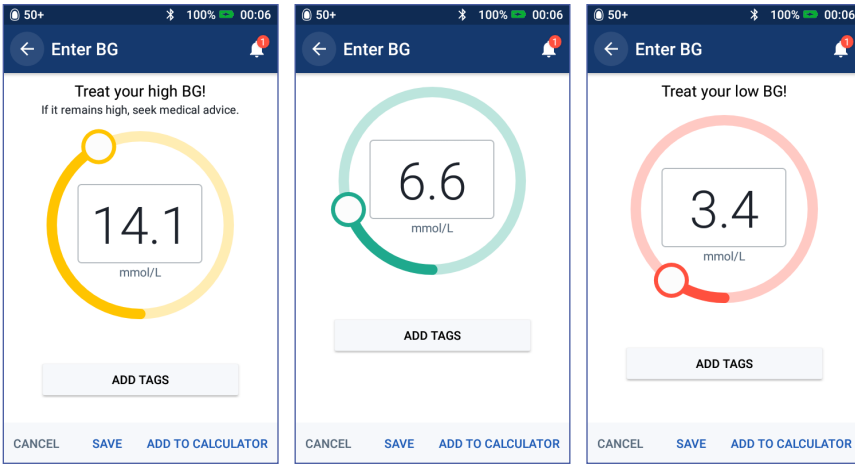 50+ 100% 00:06
Enter BG 1
Treat your high BG!
If it remains high, seek medical advice.
14.1
mmol/L
ADD TAGS
CANCEL SAVE ADD TO CALCULATOR
50+ 100% 00:06
Enter BG 1
6.6
mmol/L
ADD TAGS
CANCEL SAVE ADD TO CALCULATOR
50+ 100% 00:06
Enter BG 1
Treat your low BG!
3.4
mmol/L
ADD TAGS
CANCEL SAVE ADD TO CALCULATOR